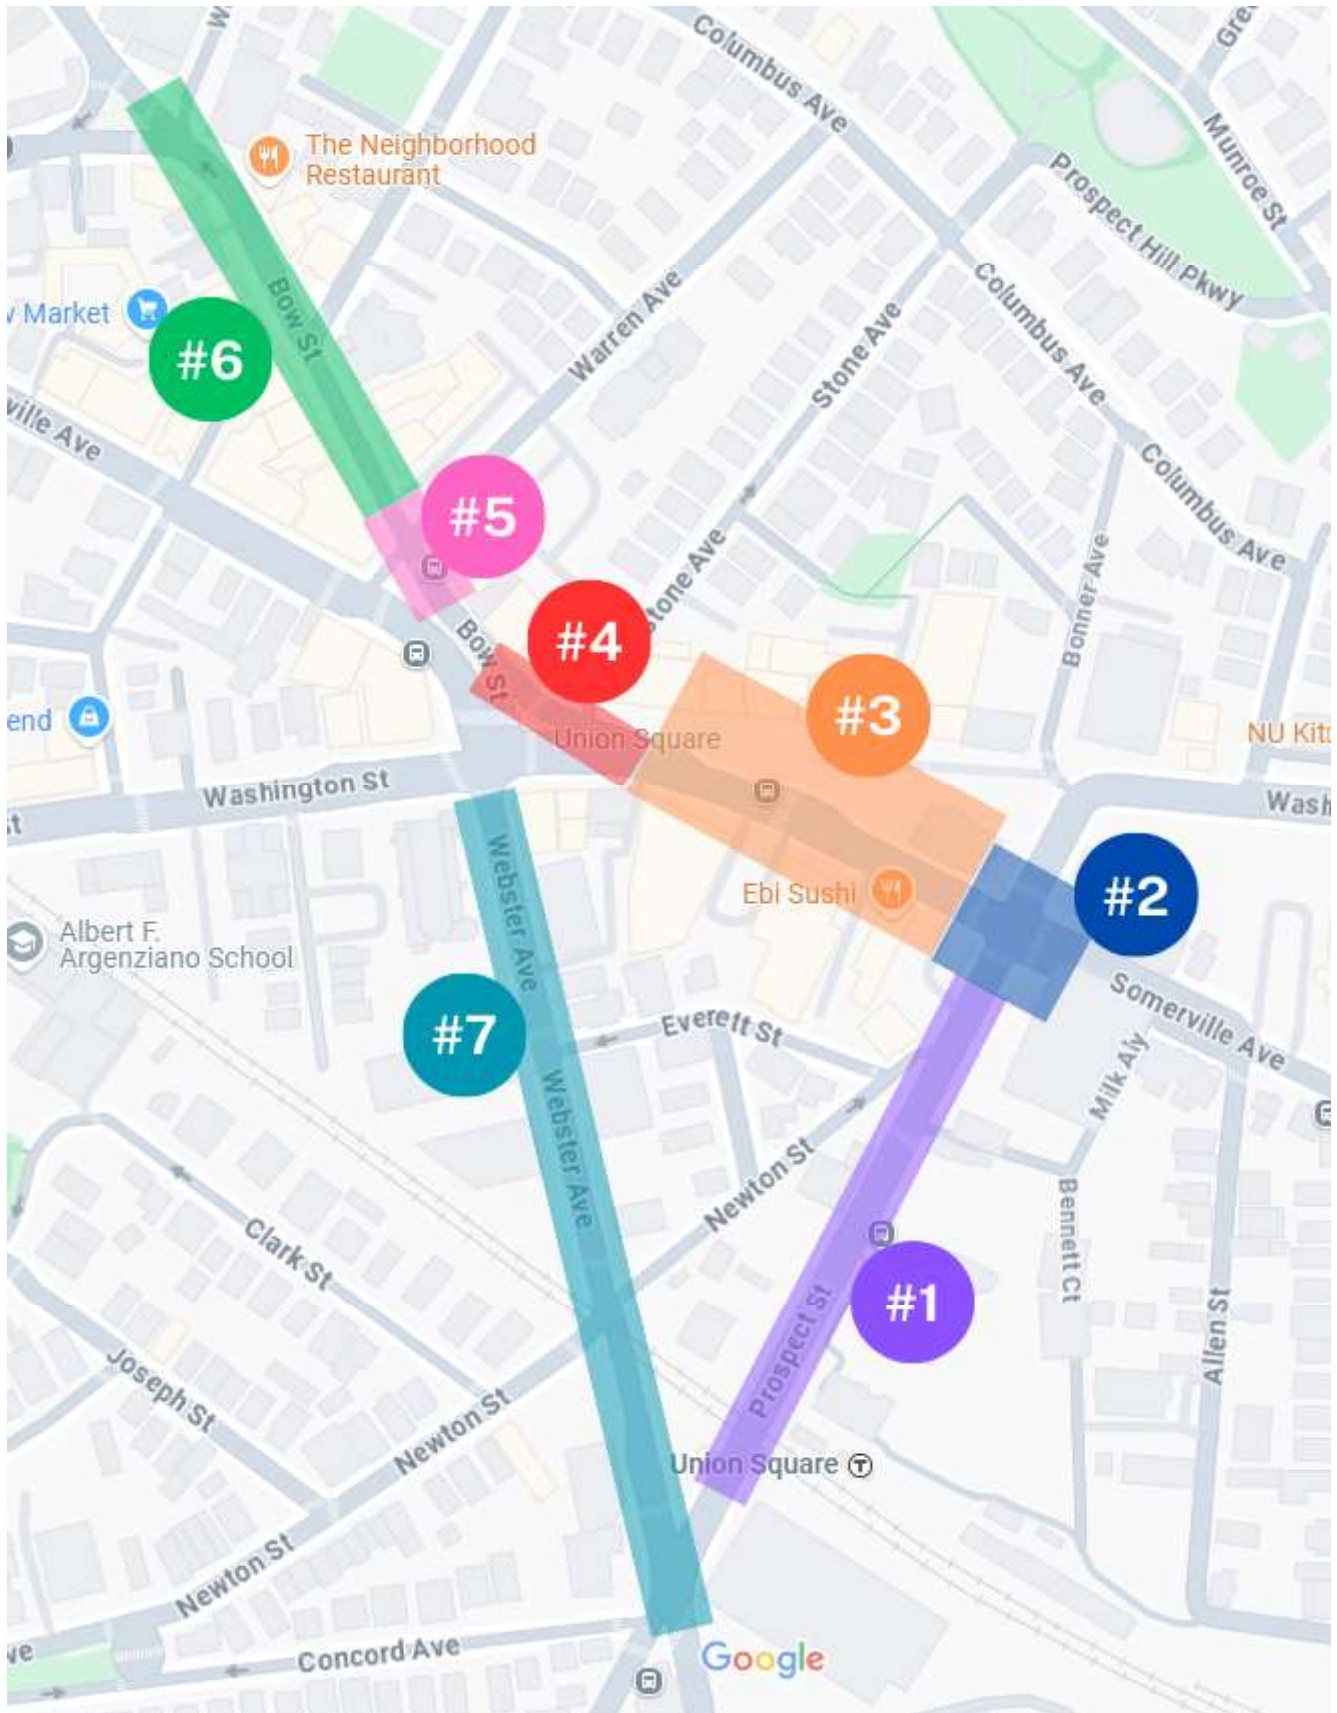 Columbus Ave
The Neighborhood
Restaurant
Munroe St
Prospect Hill Pkwy
Bow St
Market
#6
Warren Ave
Stone Ave
Columbus Ave
ville Ave
Columbus Ave
#5
Stone Ave
Bonner Ave
#4
Bow St
#3
end
Union Square
NU Kitc
Washington St
Wash
st
Webster Ave
Ebi Sushi
#2
Albert F.
Argenziano School
Somerville Ave
#7
Everett St
Milk Aly
Webster Ave
Newton St
Bennett Ct
Clark St
#1
Prospect St
Allen St
Joseph St
Newton St
Union Square T
Newton St
Concord Ave
Google